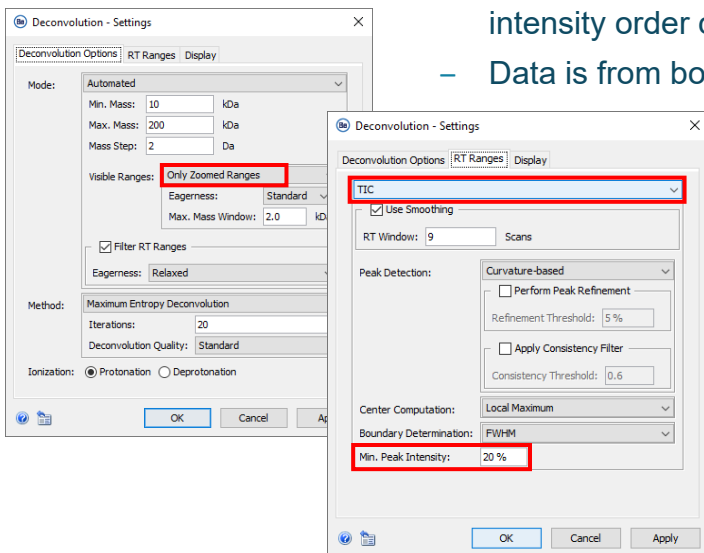 intensity order
– Data is from
Be Deconvolution - Settings
Deconvolution Options RT Ranges Display
Mode: Automated
Min. Mass: 10 kDa
Max. Mass: 200 kDa
Mass Step: 2 Da
Visible Ranges: Only Zoomed Ranges
Eagerness: Standard
Max. Mass Window: 2.0
Filter RT Ranges
Eagerness: Relaxed
Method: Maximum Entropy Deconvolution
Iterations: 20
Deconvolution Quality: Standard
Ionization: Protonation Deprotonation
OK Cancel
Be Deconvolution - Settings
Deconvolution Options RT Ranges Display
TIC
Use Smoothing
RT Window: 9 Scans
Peak Detection: Curvature-based
Perform Peak Refinement
Refinement Threshold: 5 %
Apply Consistency Filter
Consistency Threshold: 0.6
Center Computation: Local Maximum
Boundary Determination: FWHM
Min. Peak Intensity: 20 %
OK Cancel Apply